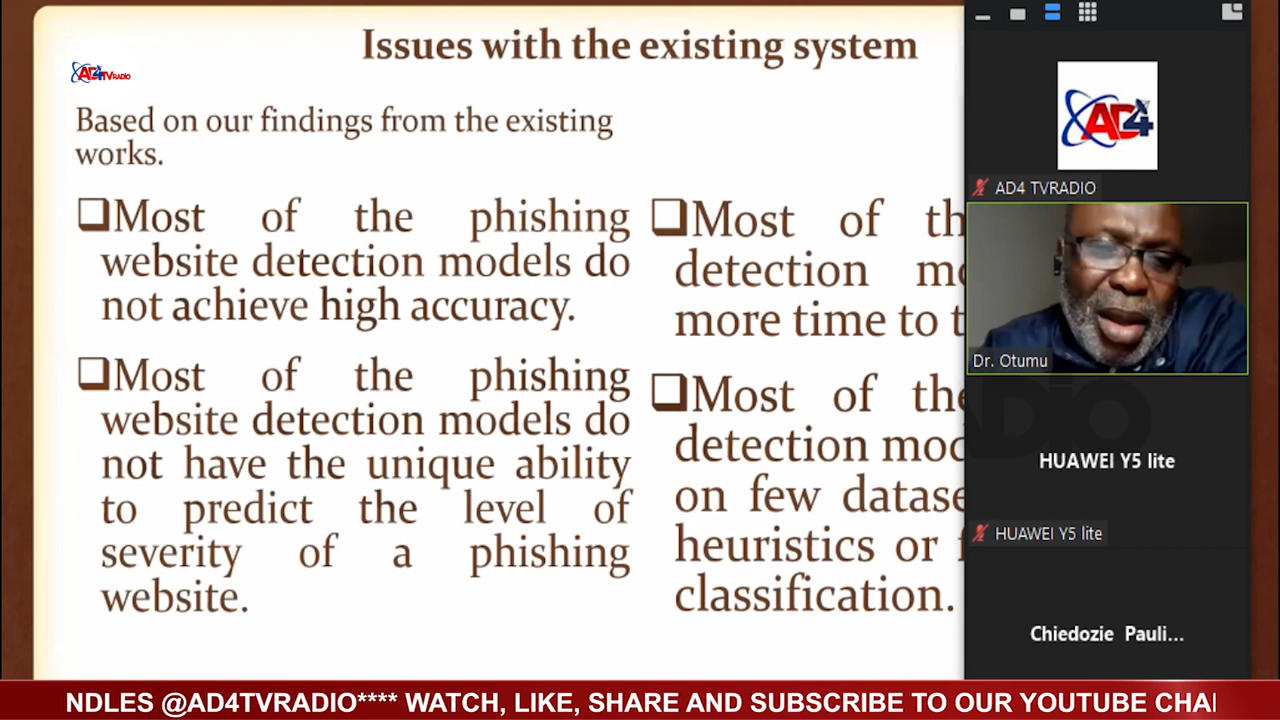 Issues with the existing system
AD4TVRADIO
Based on our findings from the existing
works.
❑Most of the phishing
website detection models do
not achieve high accuracy.
❑Most of the phishing
website detection models do
not have the unique ability
to predict the level of
severity of a phishing
website.
❑Most of
detection
more time to
❑Most of
detection
on few
heuristics or
classification.
AD4
AD4 TVRADIO
Dr. Otumu
HUAWEI Y5 lite
HUAWEI Y5 lite
Chiedozie Pauli...
NDLES @AD4TVRADIO**** WATCH, LIKE, SHARE AND SUBSCRIBE TO OUR YOUTUBE